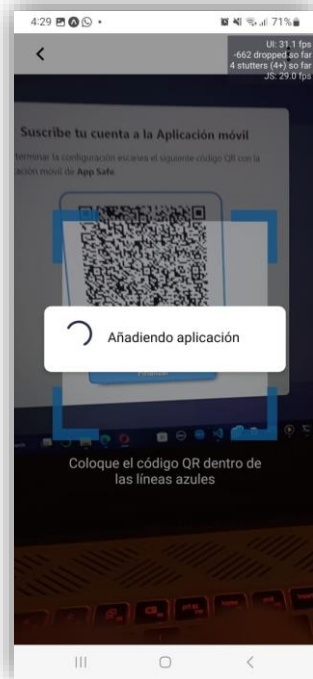 4:29 71%
UI: 31.1 fps
-662 dropped so far
4 stutters (4+) so far
JS: 29.0 fps
Suscribe tu cuenta a la Aplicación móvil
terminar la configuración escanea el siguiente código QR con la
ación móvil de App Safe.
Añadiendo aplicación
Finalizar
Coloque el código QR dentro de
las líneas azules